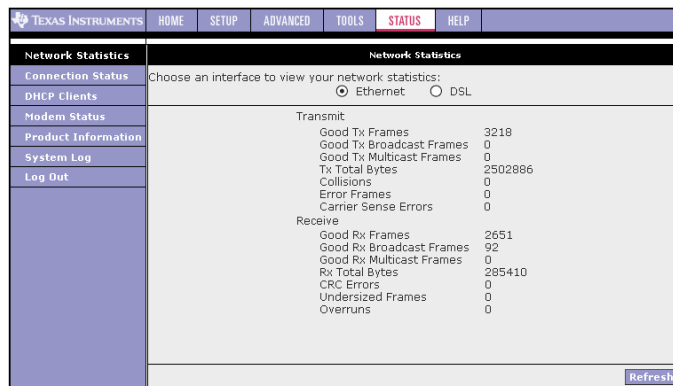 TEXAS INSTRUMENTS HOME SETUP ADVANCED TOOLS STATUS HELP
Network Statistics
Connection Status
DHCP Clients
Modem Status
Product Information
System Log
Log Out
Network Statistics
Choose an interface to view your network statistics:
Ethernet DSL
Transmit
Good Tx Frames 3218
Good Tx Broadcast Frames 0
Good Tx Multicast Frames 0
Tx Total Bytes 2502886
Collisions 0
Error Frames 0
Carrier Sense Errors 0
Receive
Good Rx Frames 2651
Good Rx Broadcast Frames 92
Good Rx Multicast Frames 0
Rx Total Bytes 285410
CRC Errors 0
Undersized Frames 0
Overruns 0
Refresh